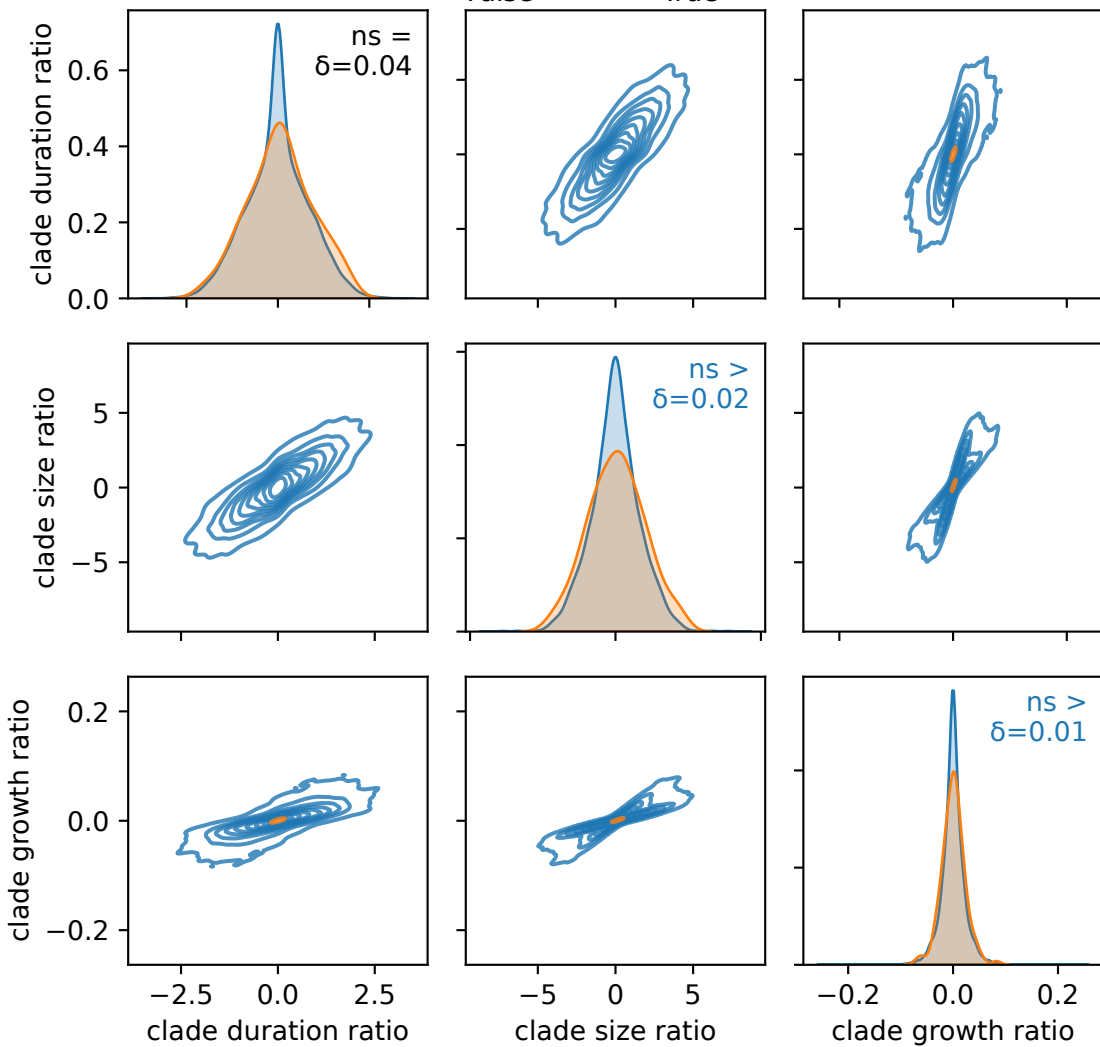 clade duration ratio
0.6
0.4
0.2
0.0
ns =
δ=0.04
clade size ratio
5
0
−5
ns >
δ=0.02
clade growth ratio
0.2
0.0
−0.2
ns >
δ=0.01
−2.5 0.0 2.5
−5 0 5
−0.2 0.0 0.2
clade duration ratio
clade size ratio
clade growth ratio